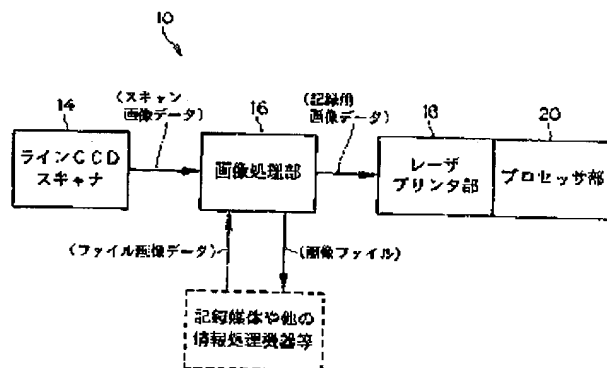 10
14
(スキャン
画像データ)
16
(記録用
画像データ)
18
20
ラインCCD
スキャナ
画像処理部
レーザ
プリンタ部
プロセッサ部
(ファイル画像データ)
(画像ファイル)
記録媒体や他の
情報処理機器等